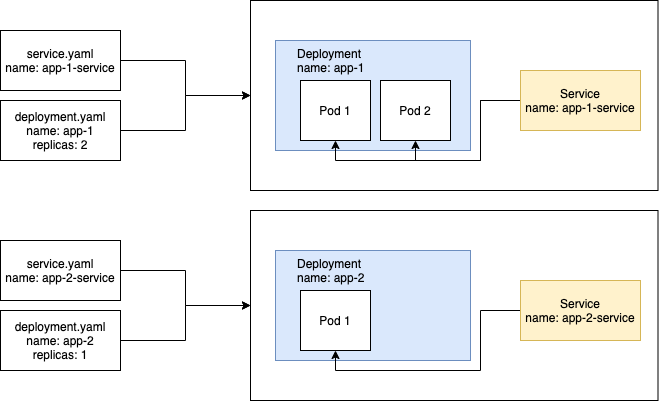 service.yaml
name: app-1-service
deployment.yaml
name: app-1
replicas: 2
Deployment
name: app-1
Pod 1
Pod 2
Service
name: app-1-service
service.yaml
name: app-2-service
deployment.yaml
name: app-2
replicas: 1
Deployment
name: app-2
Pod 1
Service
name: app-2-service